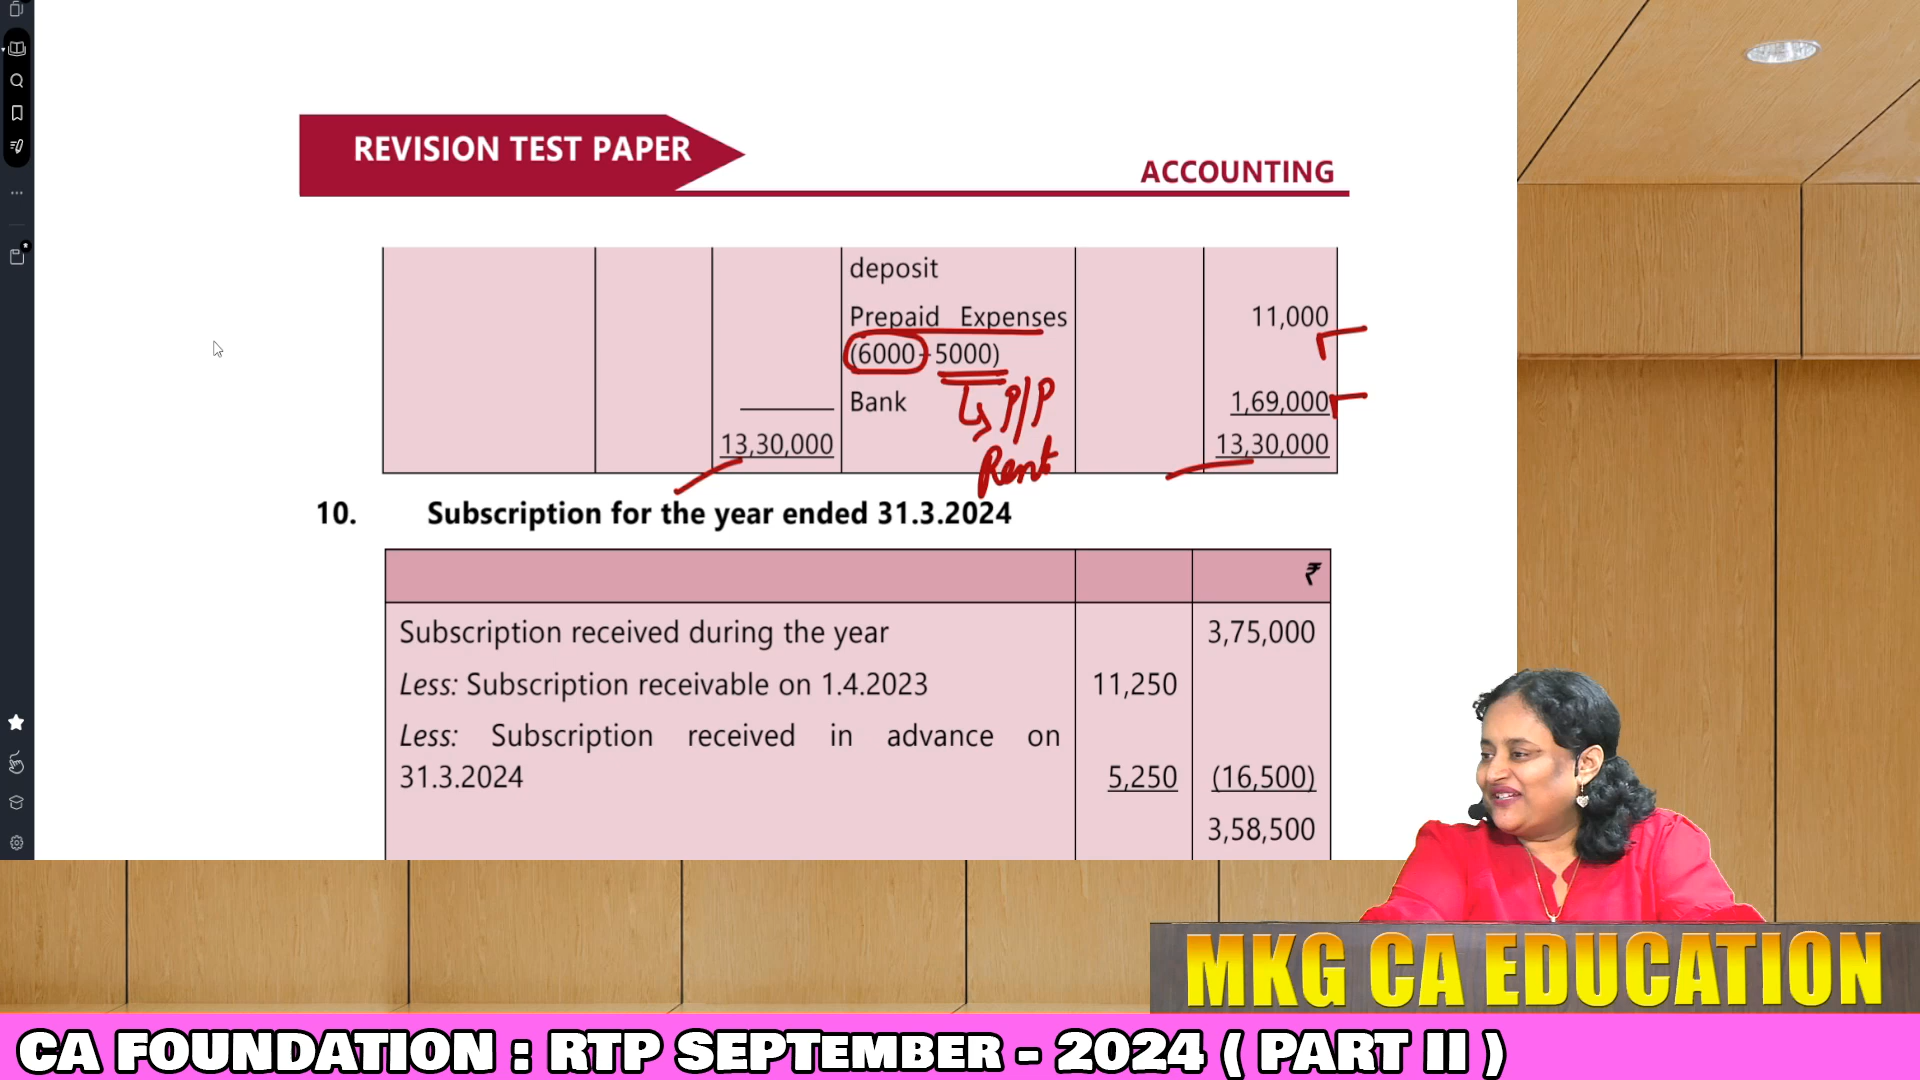 REVISION TEST PAPER
ACCOUNTING
deposit
Prepaid Expenses 11,000
(6000+5000)
Bank 1,69,000
P/P
13,30,000 13,30,000
Rent
10. Subscription for the year ended 31.3.2024
₹
Subscription received during the year 3,75,000
Less: Subscription receivable on 1.4.2023 11,250
Less: Subscription received in advance on
31.3.2024 5,250 (16,500)
3,58,500
MKG CA EDUCATION
CA FOUNDATION : RTP SEPTEMBER - 2024 ( PART II )